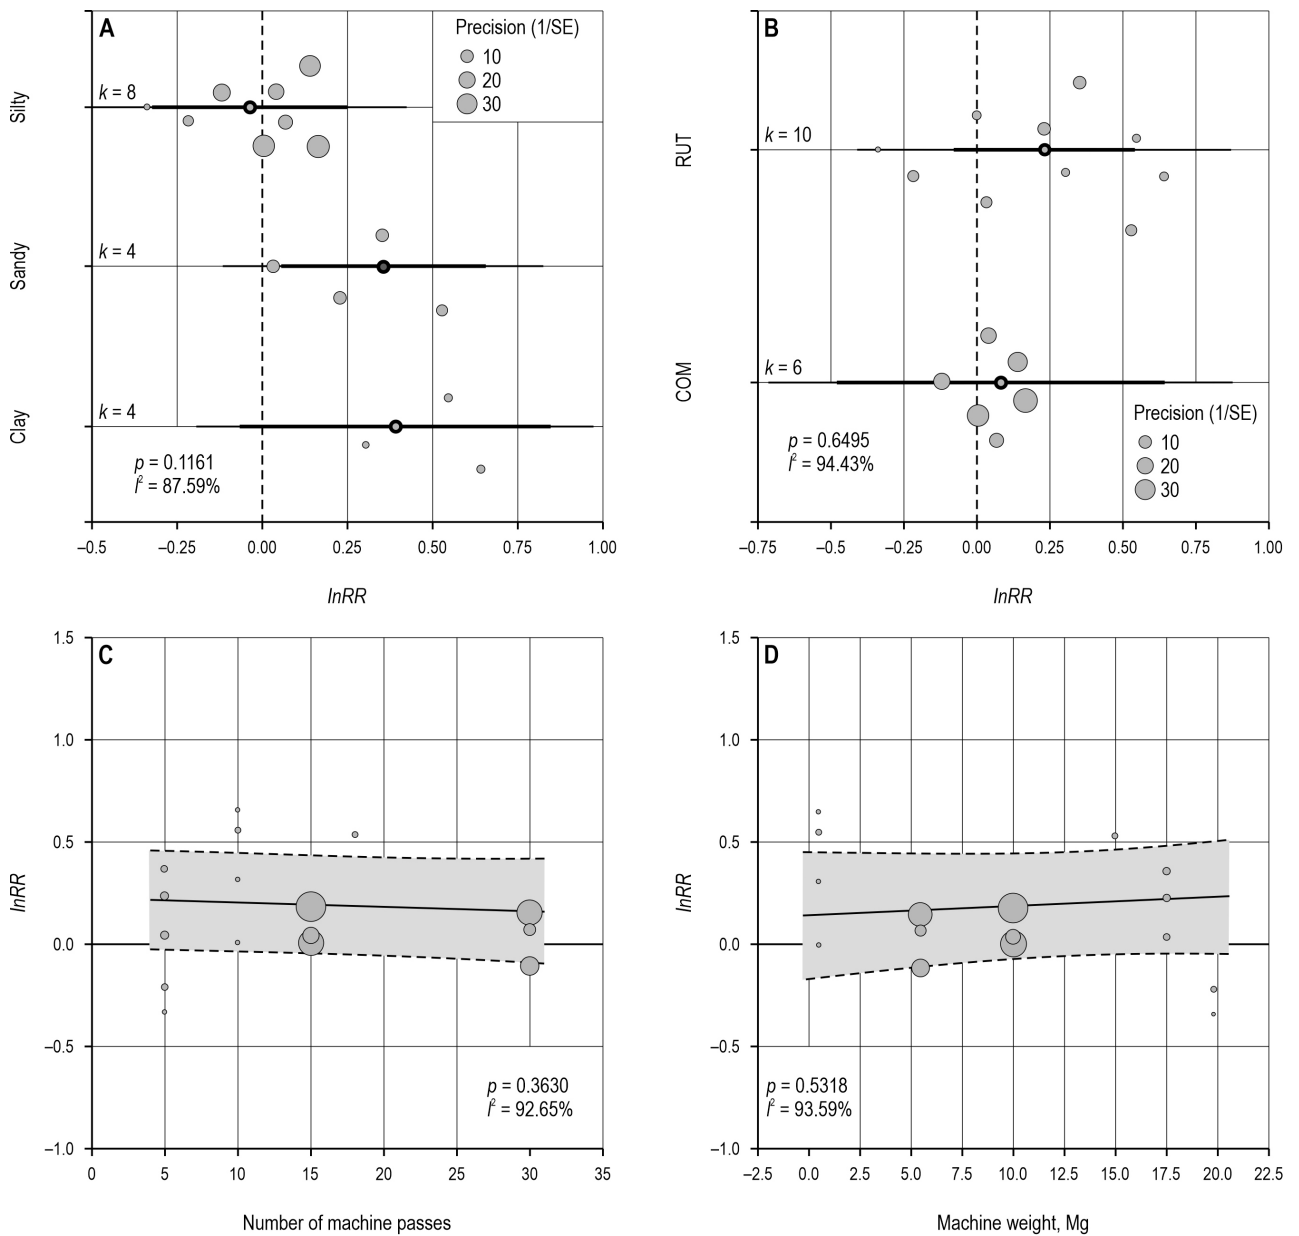 A
Precision (1/SE)
10
20
30
Silty
k = 8
Sandy
k = 4
Clay
k = 4
p = 0.1161
I² = 87.59%
–0.5 –0.25 0.00 0.25 0.50 0.75 1.00
lnRR
B
RUT
k = 10
COM
k = 6
Precision (1/SE)
10
20
30
p = 0.6495
I² = 94.43%
–0.75 –0.5 –0.25 0.00 0.25 0.50 0.75 1.00
lnRR
C
1.5
1.0
0.5
0.0
–0.5
–1.0
lnRR
p = 0.3630
I² = 92.65%
0 5 10 15 20 25 30 35
Number of machine passes
D
1.5
1.0
0.5
0.0
–0.5
–1.0
lnRR
p = 0.5318
I² = 93.59%
–2.5 0.0 2.5 5.0 7.5 10.0 12.5 15.0 17.5 20.0 22.5
Machine weight, Mg